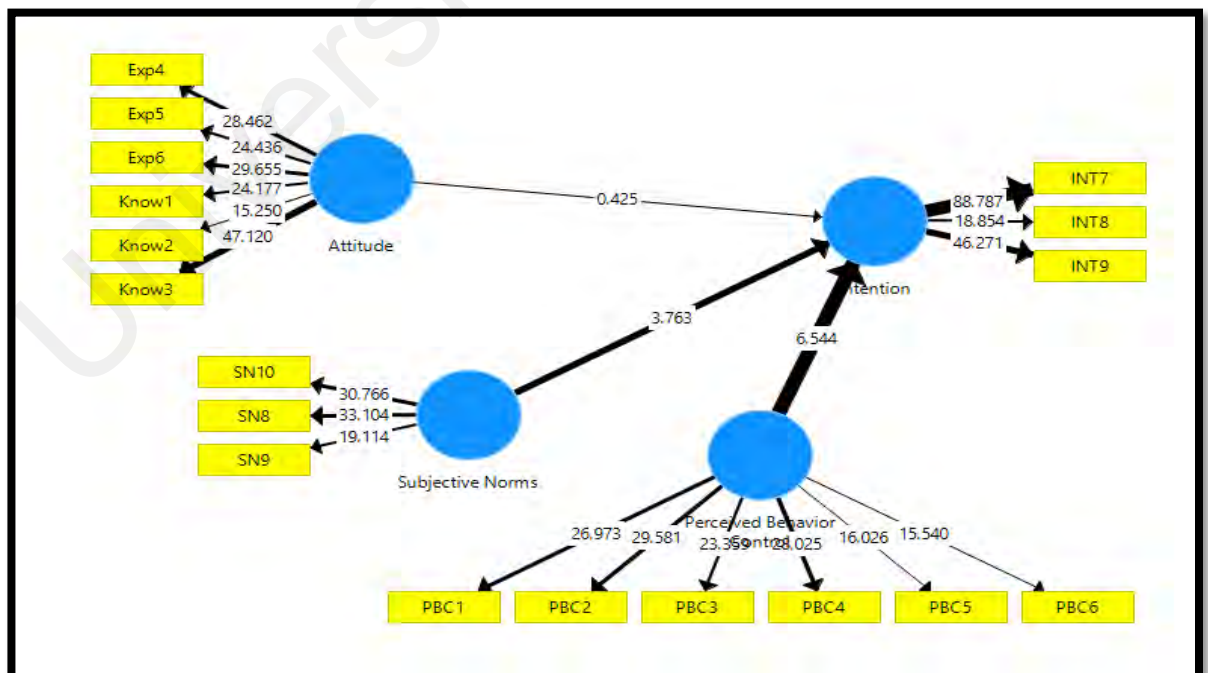 Univers
Exp4
Exp5
Exp6
Know1
Know2
Know3
28.462
24.436
29.655
24.177
15.250
47.120
Attitude
0.425
88.787
18.854
46.271
INT7
INT8
INT9
ntention
3.763
6.544
SN10
SN8
SN9
30.766
33.104
19.114
Subjective Norms
Perceived Behavior
Control
26.973
29.581
23.359
28.025
16.026
15.540
PBC1
PBC2
PBC3
PBC4
PBC5
PBC6